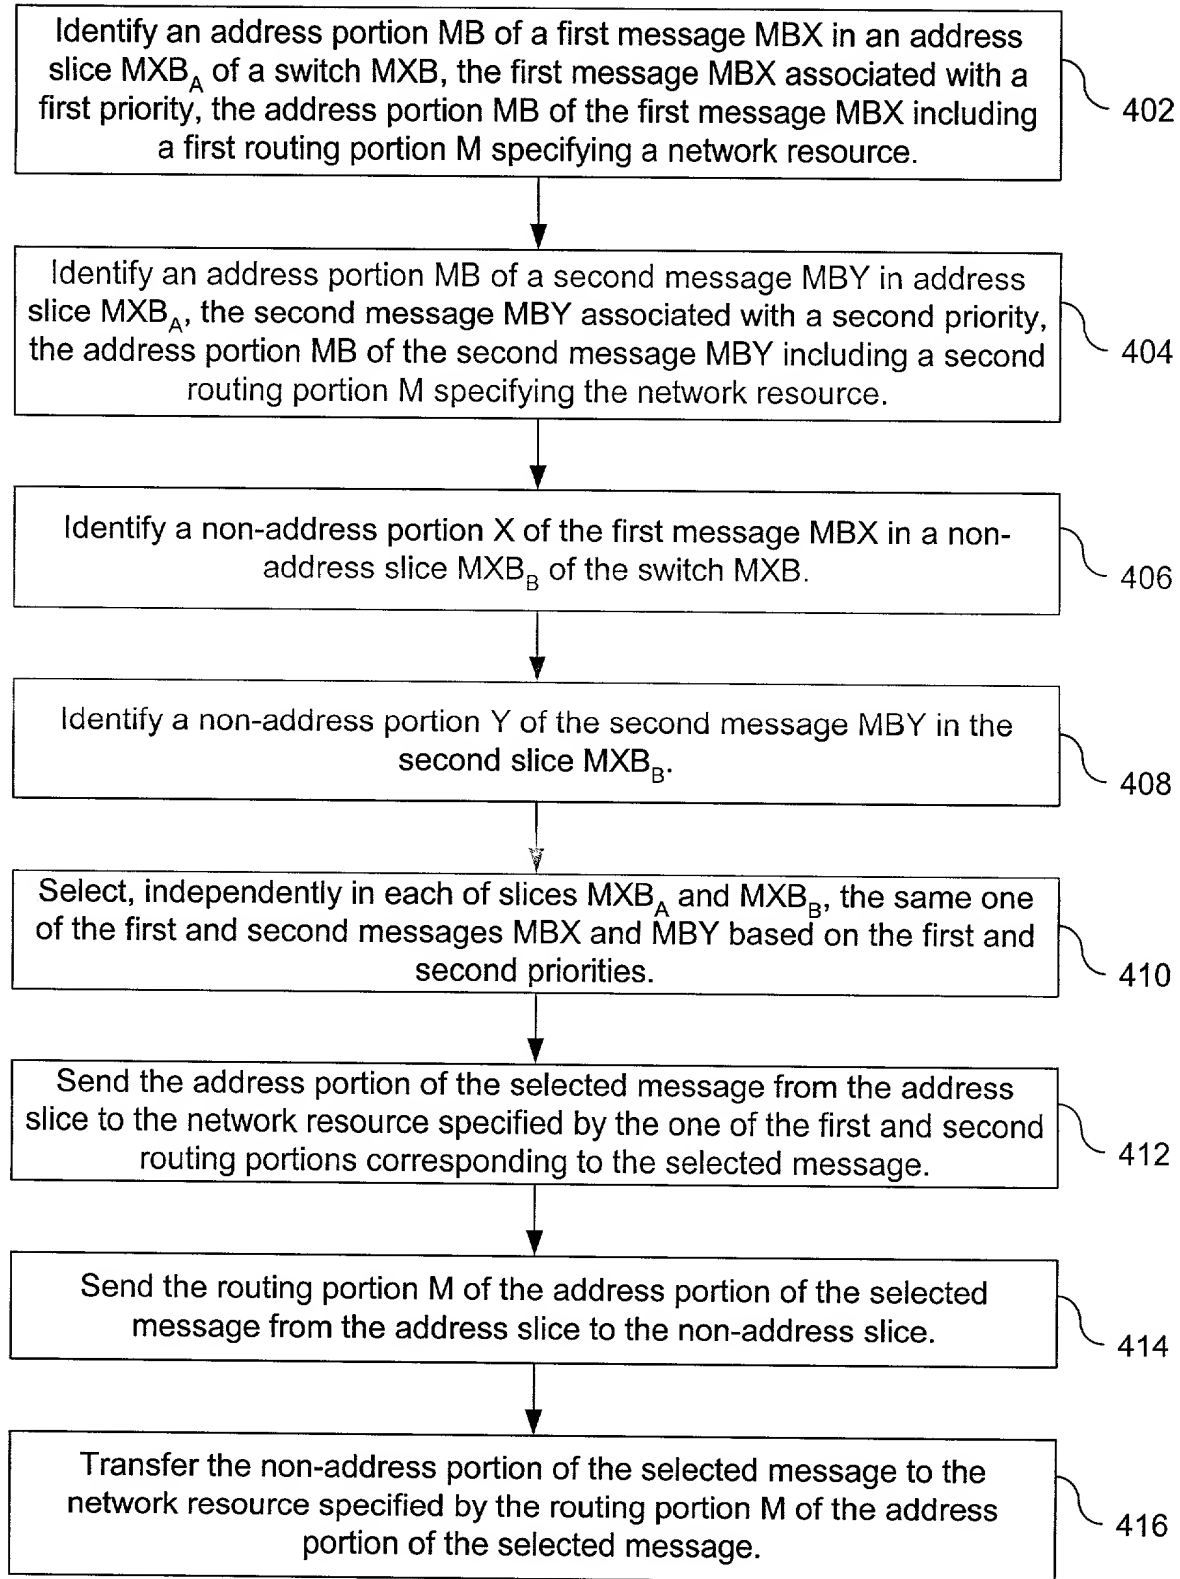 Identify an address portion MB of a first message MBX in an address
slice MXBA of a switch MXB, the first message MBX associated with a
first priority, the address portion MB of the first message MBX including
a first routing portion M specifying a network resource.
402
Identify an address portion MB of a second message MBY in address
slice MXBA, the second message MBY associated with a second priority,
the address portion MB of the second message MBY including a second
routing portion M specifying the network resource.
404
Identify a non-address portion X of the first message MBX in a non-
address slice MXBB of the switch MXB.
406
Identify a non-address portion Y of the second message MBY in the
second slice MXBB.
408
Select, independently in each of slices MXBA and MXBB, the same one
of the first and second messages MBX and MBY based on the first and
second priorities.
410
Send the address portion of the selected message from the address
slice to the network resource specified by the one of the first and second
routing portions corresponding to the selected message.
412
Send the routing portion M of the address portion of the selected
message from the address slice to the non-address slice.
414
Transfer the non-address portion of the selected message to the
network resource specified by the routing portion M of the address
portion of the selected message.
416